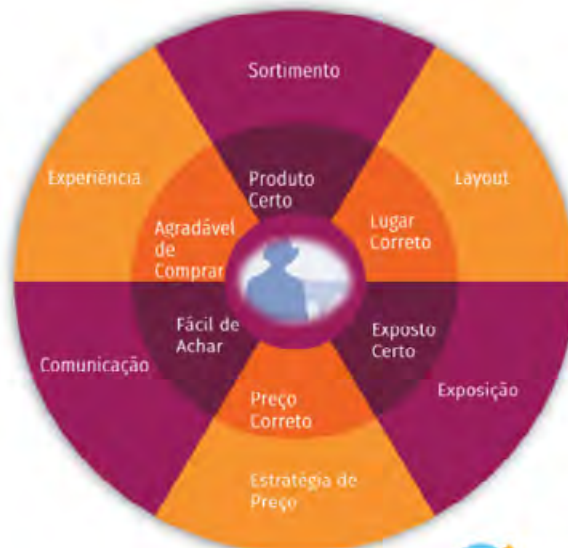 Sortimento
Experiência
Produto
Certo
Layout
Agradável
de
Comprar
Lugar
Correto
Fácil de
Achar
Exposto
Certo
Comunicação
Preço
Correto
Exposição
Estratégia de
Preço